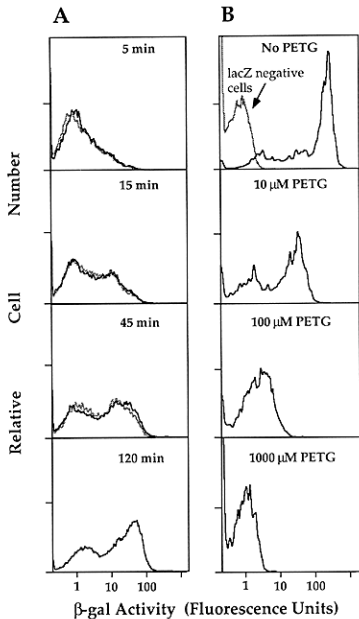 A
B
5 min
No PETG
lacZ negative
cells
15 min
10 µM PETG
45 min
100 µM PETG
120 min
1000 µM PETG
Relative Cell Number
1 10 100
1 10 100
β-gal Activity (Fluorescence Units)